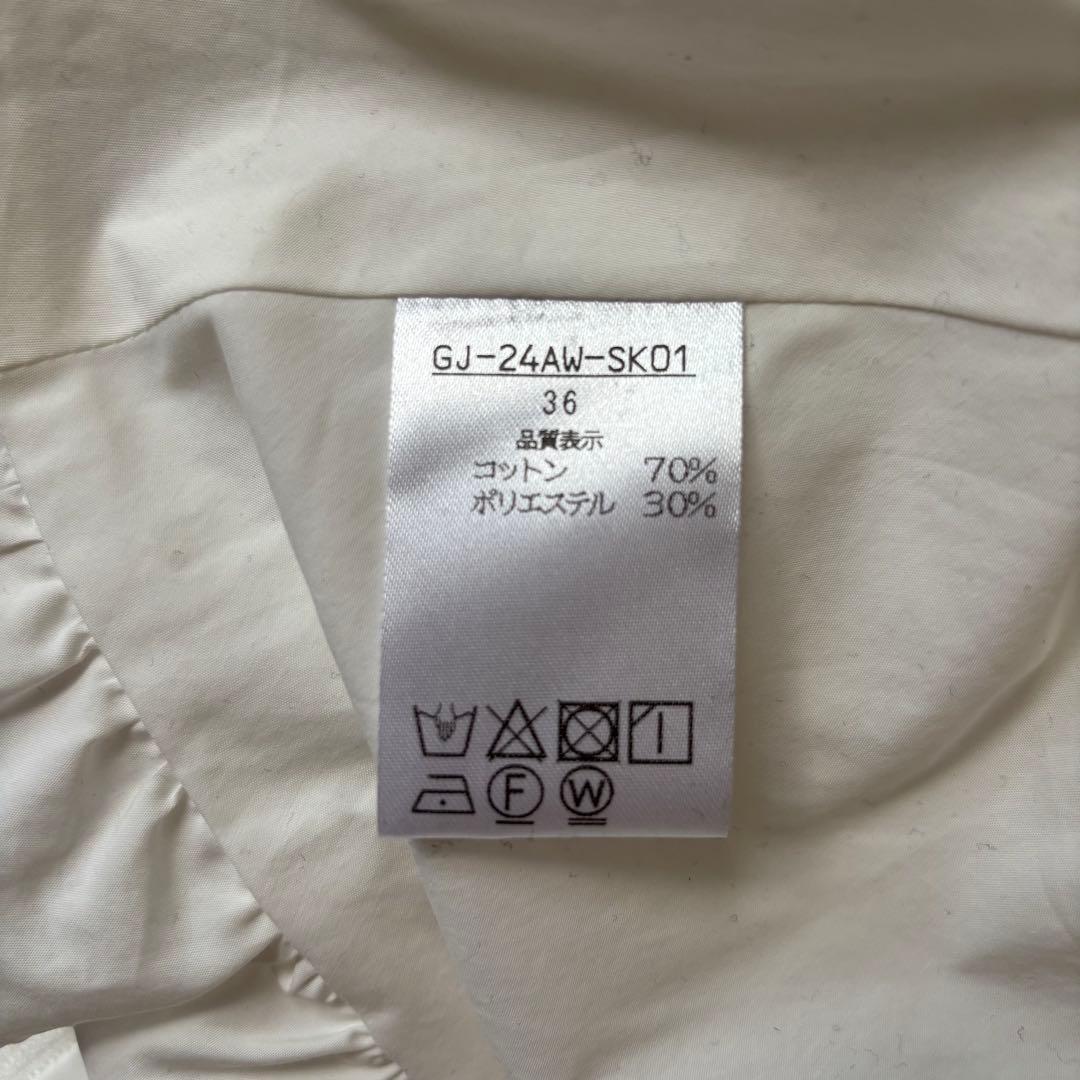 GJ-24AW-SK01
36
品質表示
コットン 70%
ポリエステル 30%
F W